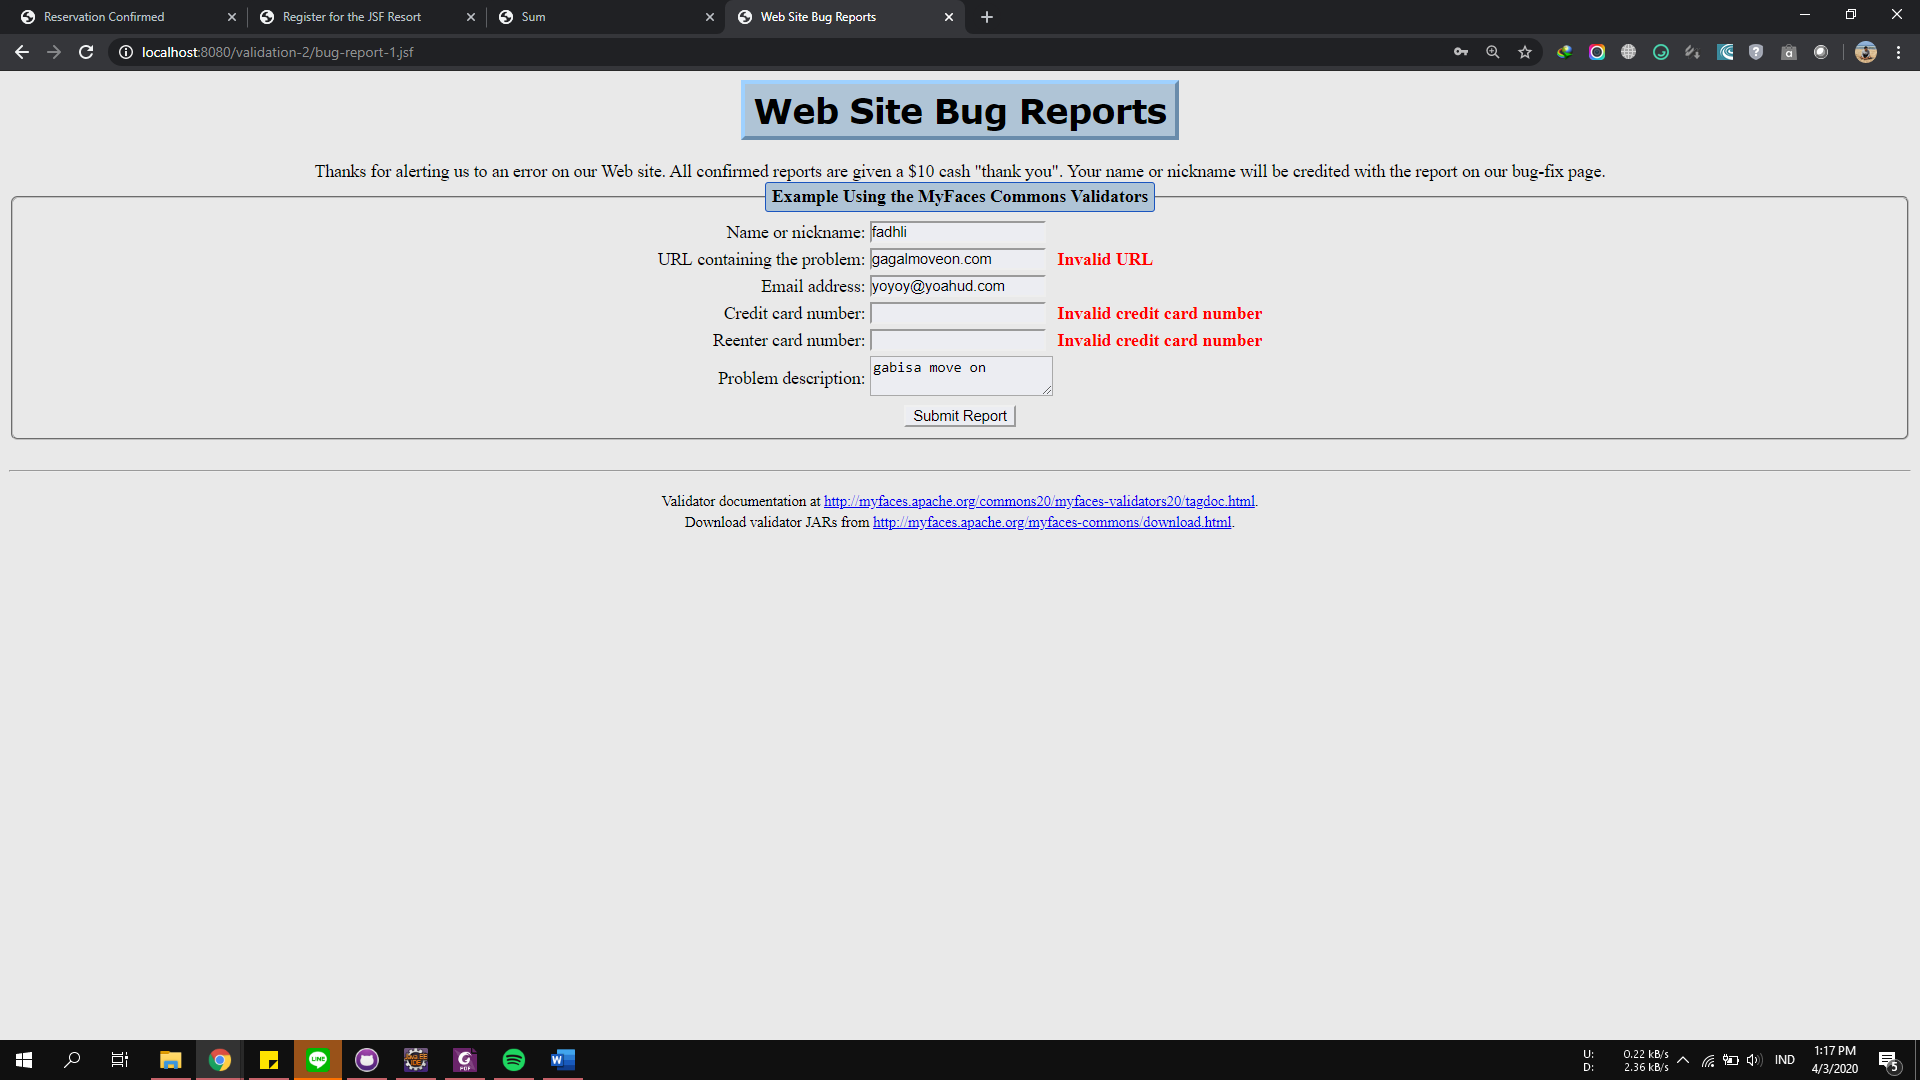 Reservation Confirmed
Register for the JSF Resort
Sum
Web Site Bug Reports
localhost:8080/validation-2/bug-report-1.jsf
Web Site Bug Reports
Thanks for alerting us to an error on our Web site. All confirmed reports are given a $10 cash "thank you". Your name or nickname will be credited with the report on our bug-fix page.
Example Using the MyFaces Commons Validators
Name or nickname: fadhli
URL containing the problem: gagalmoveon.com Invalid URL
Email address: yoyoy@yoahud.com
Credit card number: Invalid credit card number
Reenter card number: Invalid credit card number
Problem description: gabisa move on
Submit Report
Validator documentation at http://myfaces.apache.org/commons20/myfaces-validators20/tagdoc.html.
Download validator JARs from http://myfaces.apache.org/myfaces-commons/download.html.
LINE
U: 0.22 kB/s
D: 2.36 kB/s
IND
1:17 PM
4/3/2020
5